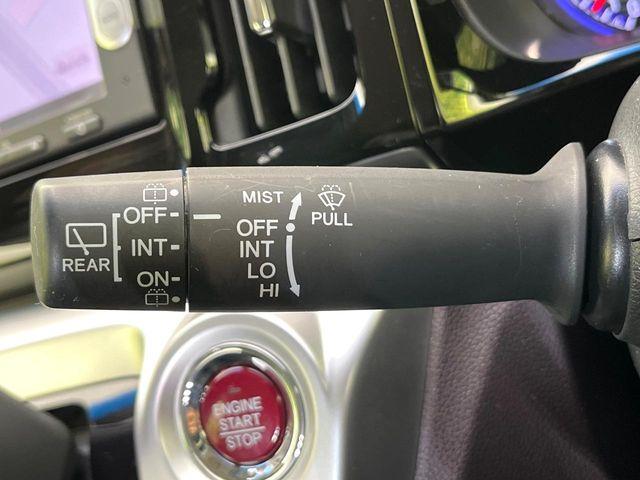 OFF
INT
ON
REAR
MIST
OFF
INT
LO
HI
PULL
ENGINE
START
STOP